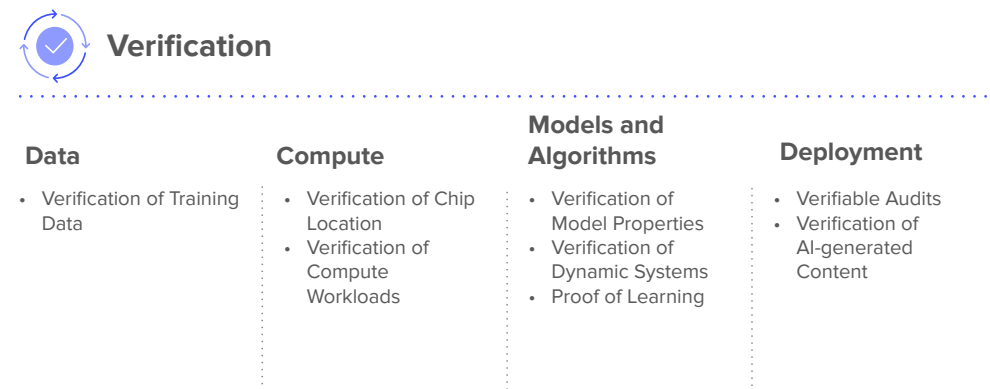 Verification
Data
• Verification of Training
Data
Compute
• Verification of Chip
Location
• Verification of
Compute
Workloads
Models and
Algorithms
• Verification of
Model Properties
• Verification of
Dynamic Systems
• Proof of Learning
Deployment
• Verifiable Audits
• Verification of
AI-generated
Content